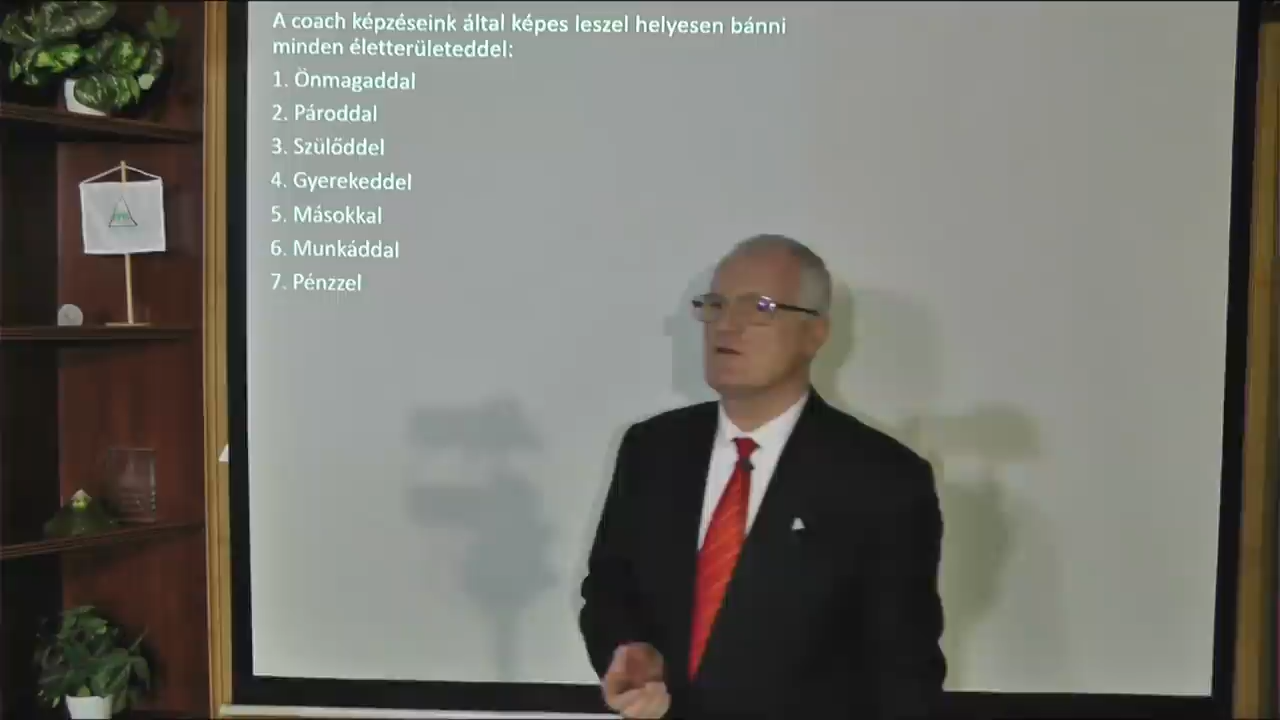 A coach képzéseink által képes leszel helyesen bánni
minden életterületeddel:
1. Önmagaddal
2. Pároddal
3. Szülőddel
4. Gyerekeddel
5. Másokkal
6. Munkáddal
7. Pénzzel